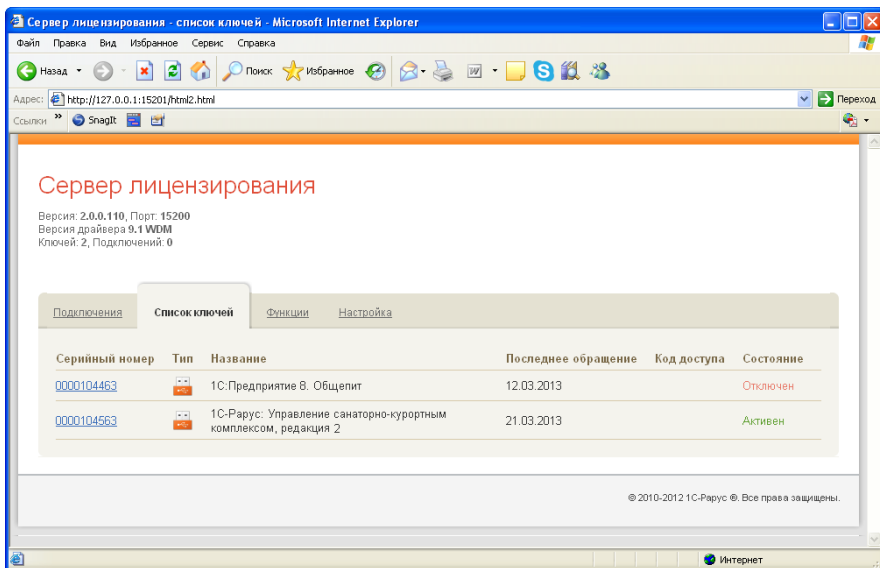 Сервер лицензирования - список ключей - Microsoft Internet Explorer
Файл Правка Вид Избранное Сервис Справка
Назад Поиск Избранное
Адрес: http://127.0.0.1:15201/html2.html Переход
Ссылки » SnagIt
Сервер лицензирования
Версия: 2.0.0.110, Порт: 15200
Версия драйвера 9.1 WDM
Ключей: 2, Подключений: 0
Подключения Список ключей Функции Настройка
Серийный номер Тип Название Последнее обращение Код доступа Состояние
0000104463 1С:Предприятие 8. Общепит 12.03.2013 Отключен
0000104563 1С-Рарус: Управление санаторно-курортным комплексом, редакция 2 21.03.2013 Активен
© 2010-2012 1С-Рарус ®. Все права защищены.
Интернет